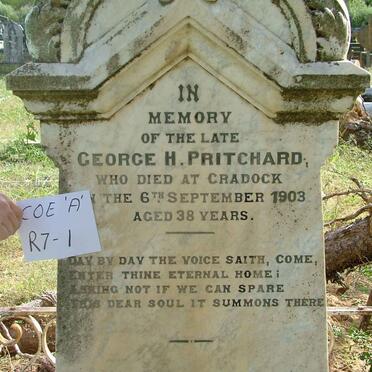 IN
MEMORY
OF THE LATE
GEORGE H. PRITCHARD,
WHO DIED AT CRADOCK
THE 6TH SEPTEMBER 1903
AGED 38 YEARS.
COE 'A'
R7-1
DAY BY DAY THE VOICE SAITH, COME,
ENTER THINE ETERNAL HOME;
ASKING NOT IF WE CAN SPARE
THIS DEAR SOUL IT SUMMONS THERE